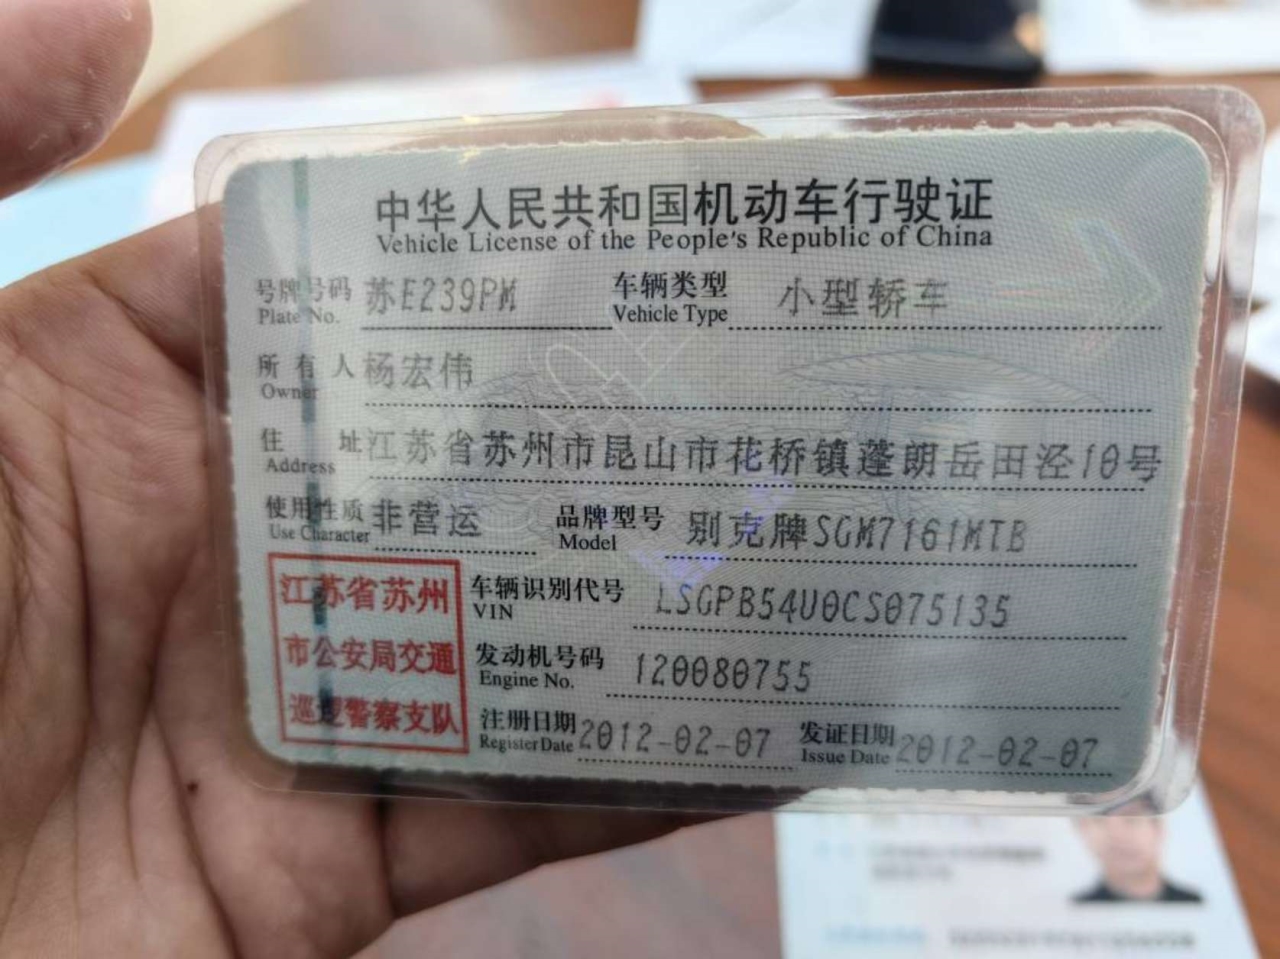 中华人民共和国机动车行驶证
Vehicle License of the People's Republic of China
号牌号码 苏E239PM 车辆类型 小型轿车
Plate No. Vehicle Type
所有人 杨宏伟
Owner
住址 江苏省苏州市昆山市花桥镇蓬朗岳田泾10号
Address
使用性质 非营运 品牌型号 别克牌SGM7161MTB
Use Character Model
江苏省苏州
市公安局交通
巡逻警察支队
车辆识别代号 LSGPB54U0CS075135
VIN
发动机号码 120080755
Engine No.
注册日期 2012-02-07 发证日期 2012-02-07
Register Date Issue Date